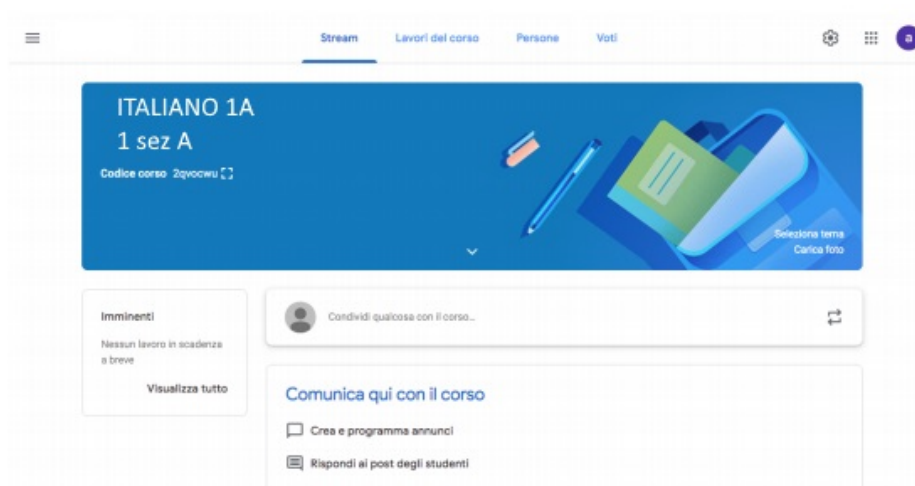 Stream Lavori del corso Persone Voti
a
ITALIANO 1A
1 sez A
Codice corso 2qvocwu
Seleziona tema
Carica foto
Imminenti
Nessun lavoro in scadenza
a breve
Visualizza tutto
Condividi qualcosa con il corso...
Comunica qui con il corso
Crea e programma annunci
Rispondi ai post degli studenti